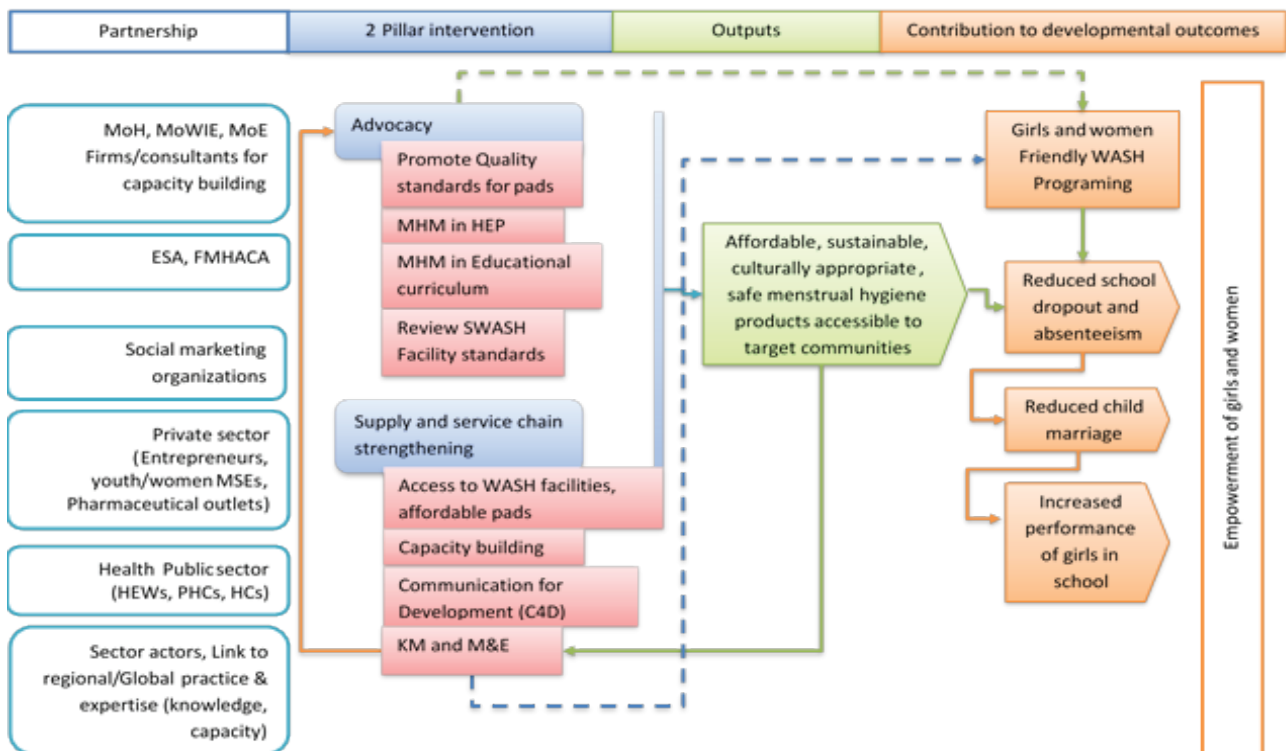 Partnership
2 Pillar intervention
Outputs
Contribution to developmental outcomes
MoH, MoWIE, MoE
Firms/consultants for
capacity building
ESA, FMHACA
Social marketing
organizations
Private sector
(Entrepreneurs,
youth/women MSEs,
Pharmaceutical outlets)
Health Public sector
(HEWs, PHCs, HCs)
Sector actors, Link to
regional/Global practice &
expertise (knowledge,
capacity)
Advocacy
Promote Quality
standards for pads
MHM in HEP
MHM in Educational
curriculum
Review SWASH
Facility standards
Supply and service chain
strengthening
Access to WASH facilities,
affordable pads
Capacity building
Communication for
Development (C4D)
KM and M&E
Affordable, sustainable,
culturally appropriate ,
safe menstrual hygiene
products accessible to
target communities
Girls and women
Friendly WASH
Programing
Reduced school
dropout and
absenteeism
Reduced child
marriage
Increased
performance
of girls in
school
Empowerment of girls and women